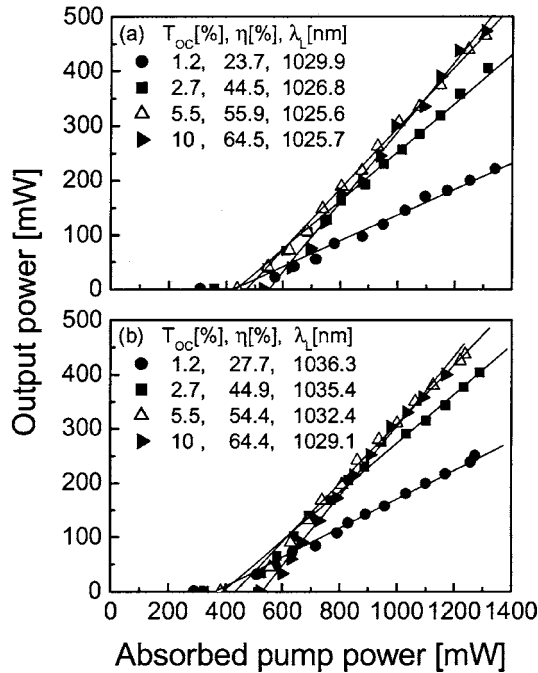 (a) T_OC[%], η[%], λ_L[nm]
1.2, 23.7, 1029.9
2.7, 44.5, 1026.8
5.5, 55.9, 1025.6
10 , 64.5, 1025.7
500
400
300
200
100
0
(b) T_OC[%], η[%], λ_L[nm]
1.2, 27.7, 1036.3
2.7, 44.9, 1035.4
5.5, 54.4, 1032.4
10 , 64.4, 1029.1
500
400
300
200
100
0
0 200 400 600 800 1000 1200 1400
Output power [mW]
Absorbed pump power [mW]